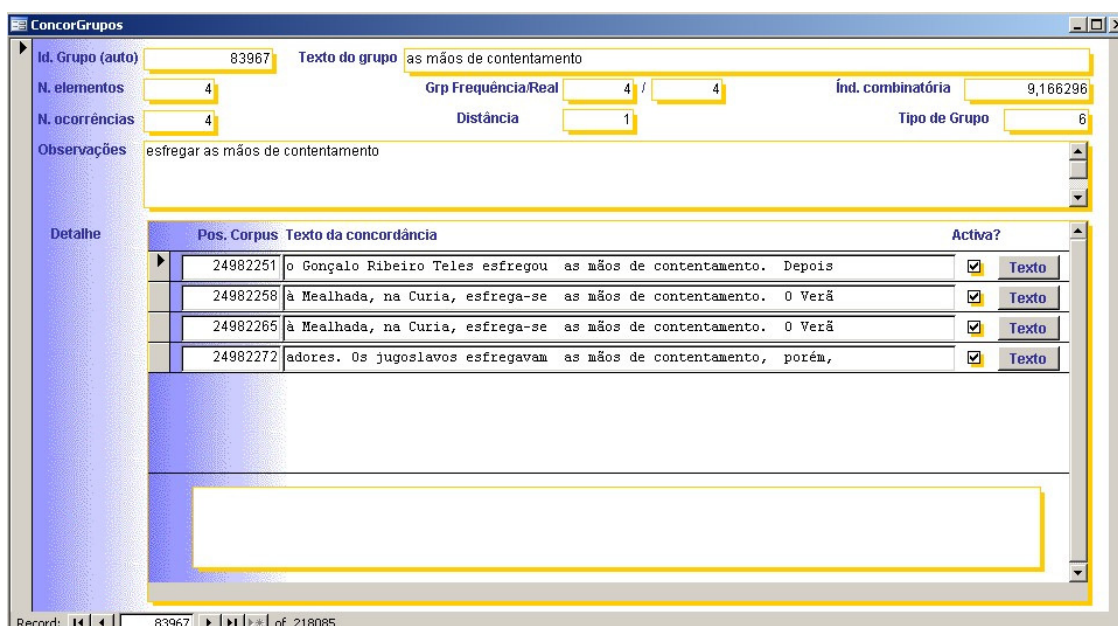 ConcorGrupos
Id. Grupo (auto) 83967 Texto do grupo as mãos de contentamento
N. elementos 4 Grp Frequência/Real 4 / 4 Índ. combinatória 9,166296
N. ocorrências 4 Distância 1 Tipo de Grupo 6
Observações esfregar as mãos de contentamento
Detalhe Pos. Corpus Texto da concordância Activa?
24982251 o Gonçalo Ribeiro Teles esfregou as mãos de contentamento. Depois Texto
24982258 à Mealhada, na Curia, esfrega-se as mãos de contentamento. O Verã Texto
24982265 à Mealhada, na Curia, esfrega-se as mãos de contentamento. O Verã Texto
24982272 adores. Os jugoslavos esfregavam as mãos de contentamento, porém, Texto
Record: 83967 of 218085